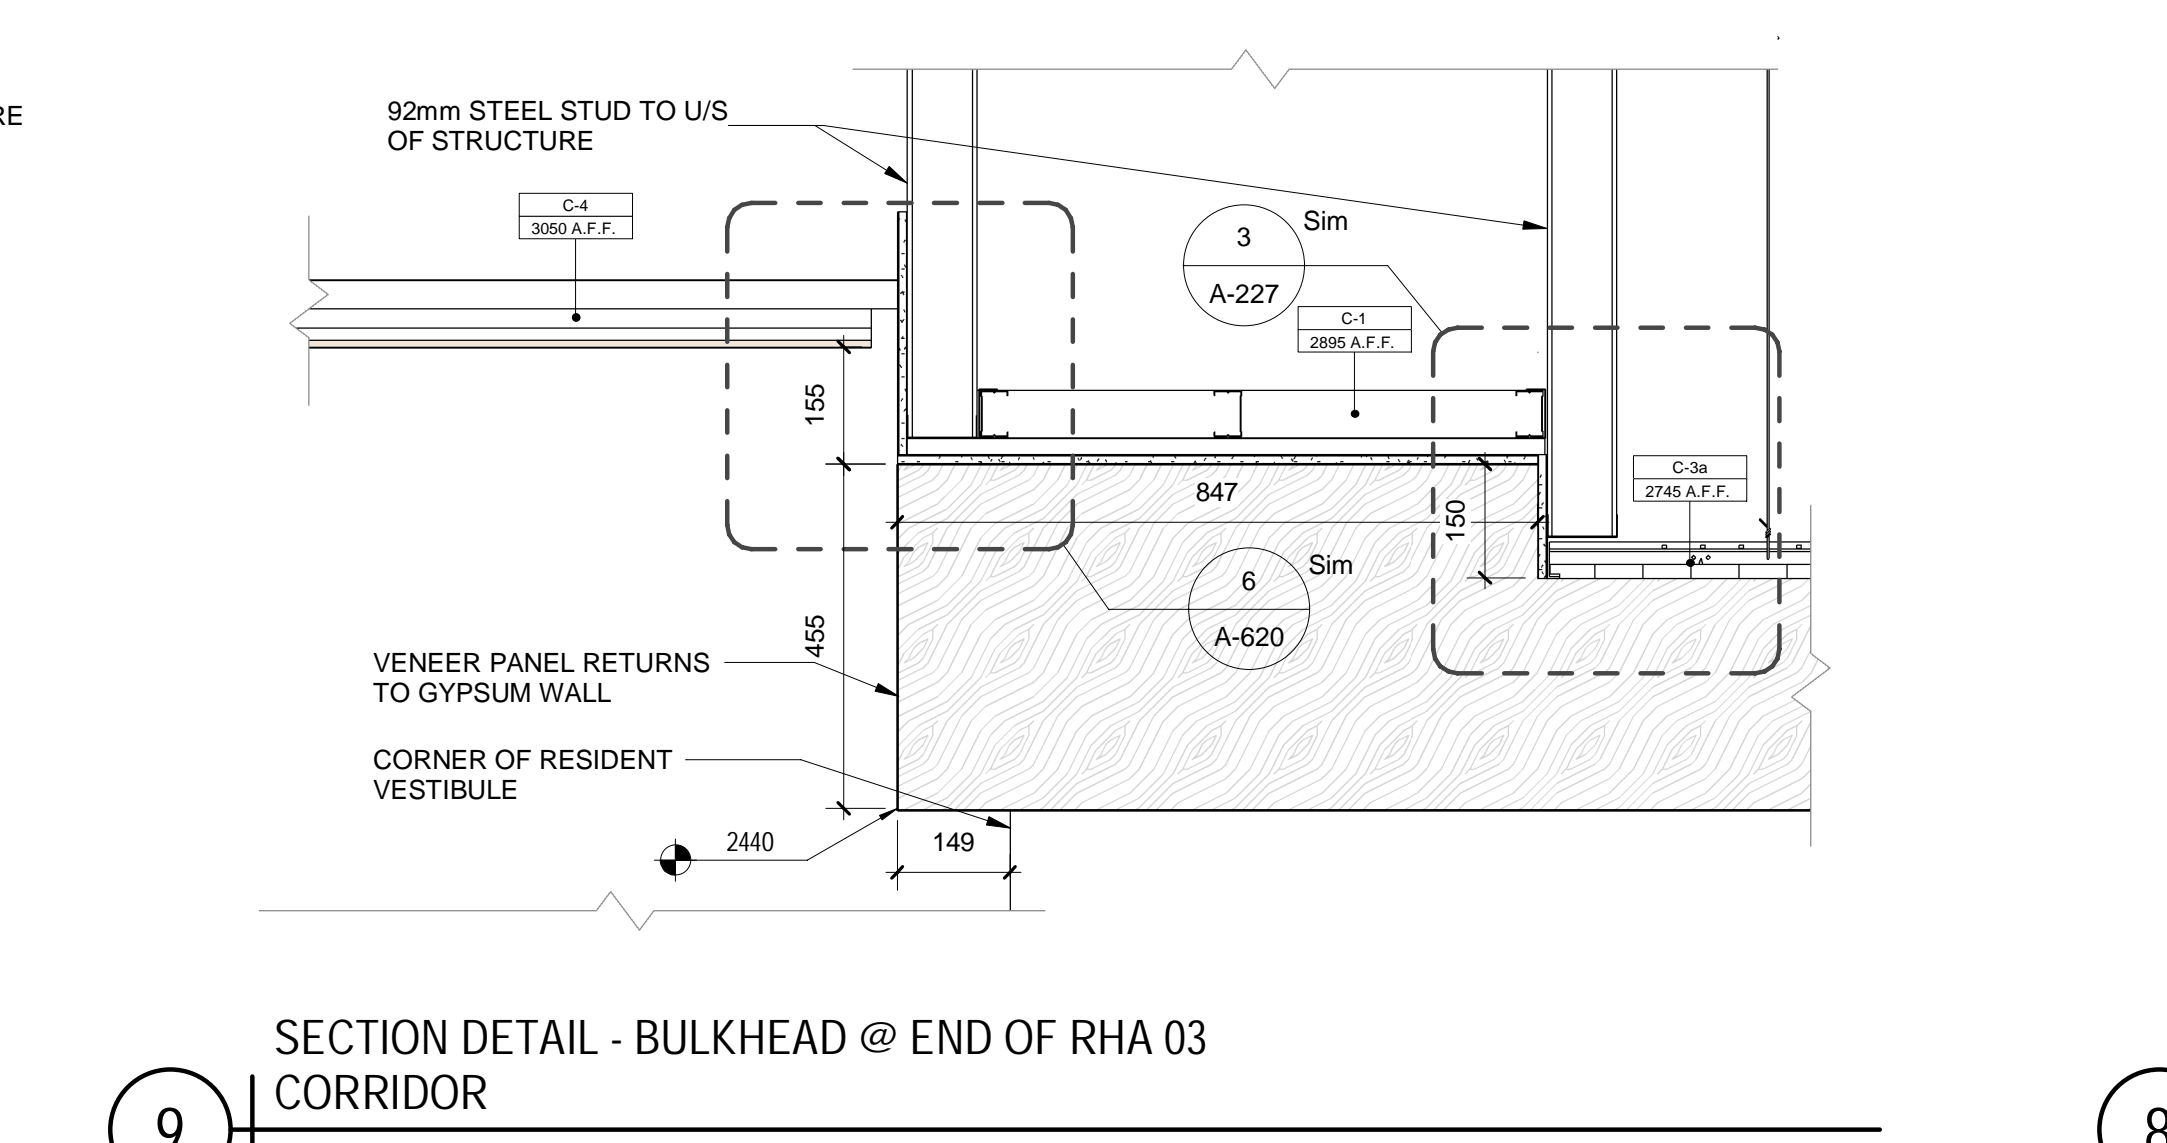 RE
92mm STEEL STUD TO U/S
OF STRUCTURE
C-4
3050 A.F.F.
3
Sim
A-227
C-1
2895 A.F.F.
155
847
150
C-3a
2745 A.F.F.
6
Sim
A-620
455
VENEER PANEL RETURNS
TO GYPSUM WALL
CORNER OF RESIDENT
VESTIBULE
2440
149
SECTION DETAIL - BULKHEAD @ END OF RHA 03
CORRIDOR
9
8